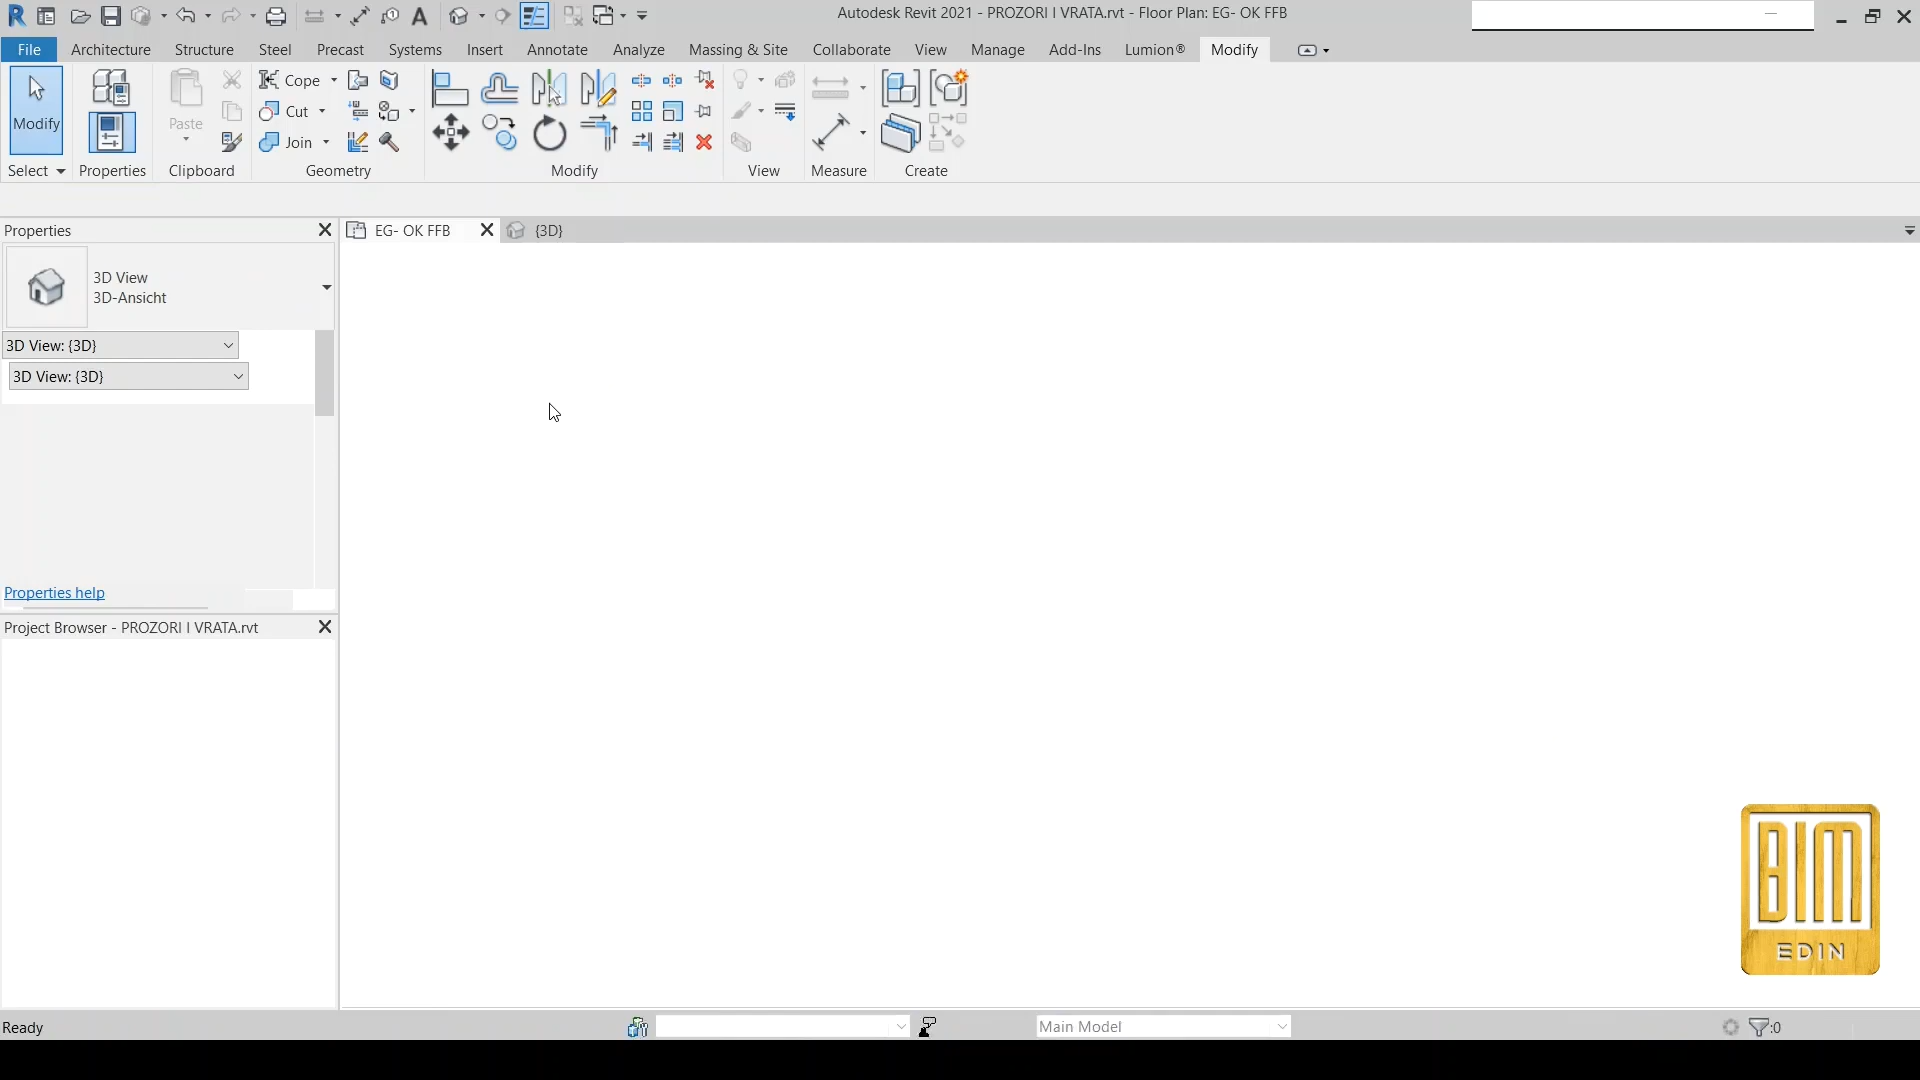 Autodesk Revit 2021 - PROZORI I VRATA.rvt - Floor Plan: EG- OK FFB
File Architecture Structure Steel Precast Systems Insert Annotate Analyze Massing & Site Collaborate View Manage Add-Ins Lumion® Modify
Modify
Paste
Cope
Cut
Join
Select Properties Clipboard Geometry Modify View Measure Create
Properties
EG- OK FFB {3D}
3D View
3D-Ansicht
3D View: {3D}
3D View: {3D}
Properties help
Project Browser - PROZORI I VRATA.rvt
BIM
EDIN
Ready Main Model :0